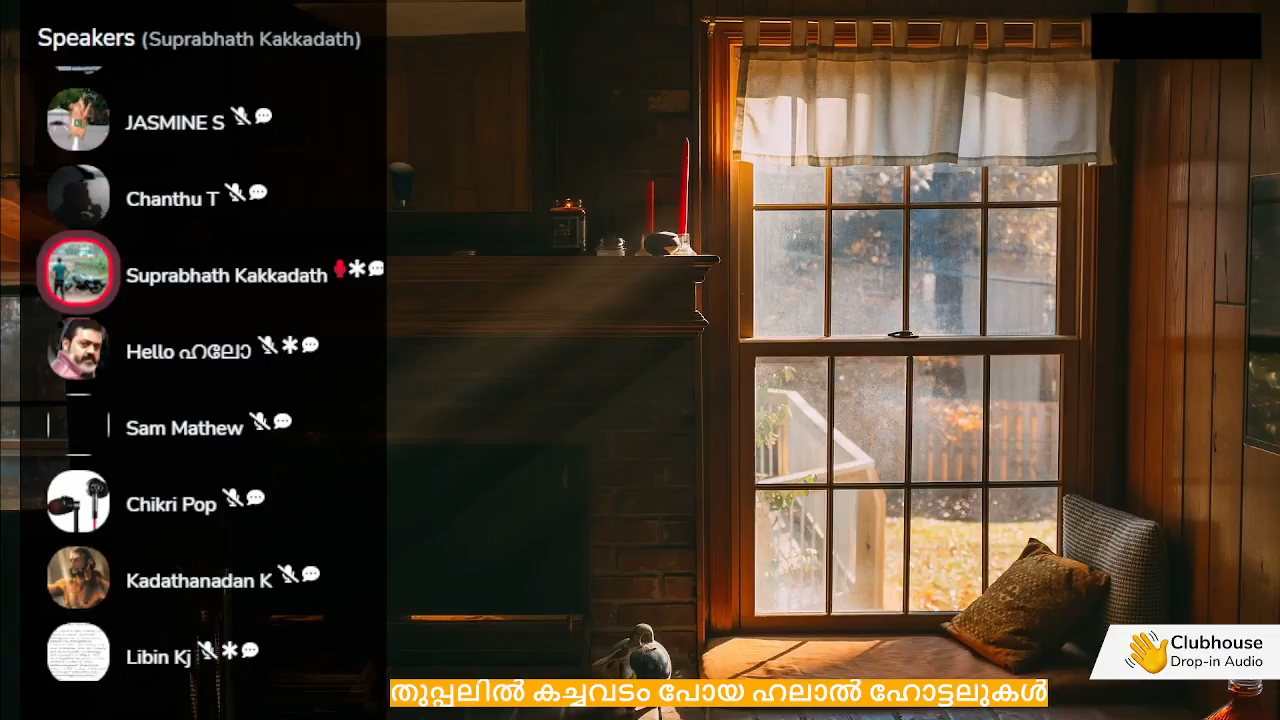 Speakers (Suprabhath Kakkadath)
JASMINE S
Chanthu T
Suprabhath Kakkadath
Hello ഹലോ
Sam Mathew
Chikri Pop
Kadathanadan K
Libin Kj
Clubhouse
Drop-in Audio
തുപ്പലിൽ കച്ചവടം പോയ ഹലാൽ ഹോട്ടലുകൾ